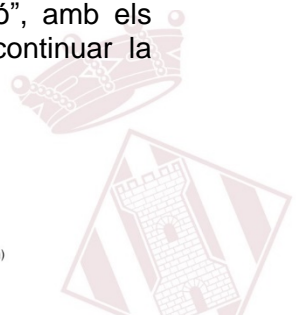 ó”, amb els
continuar la
)